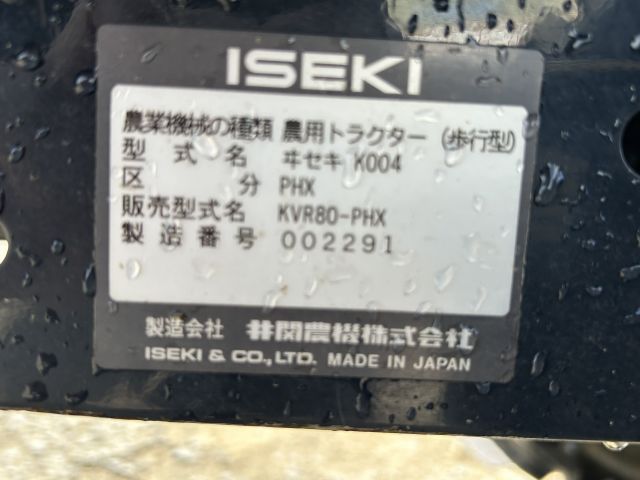 ISEKI
農業機械の種類 農用トラクター (歩行型)
型式名 ヰセキ K004
区分 PHX
販売型式名 KVR80-PHX
製造番号 002291
製造会社 井関農機株式会社
ISEKI & CO., LTD. MADE IN JAPAN